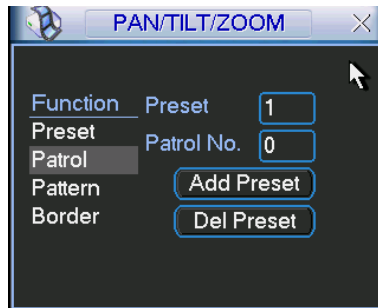 PAN/TILT/ZOOM
Function
Preset
Patrol
Pattern
Border
Preset 1
Patrol No. 0
Add Preset
Del Preset